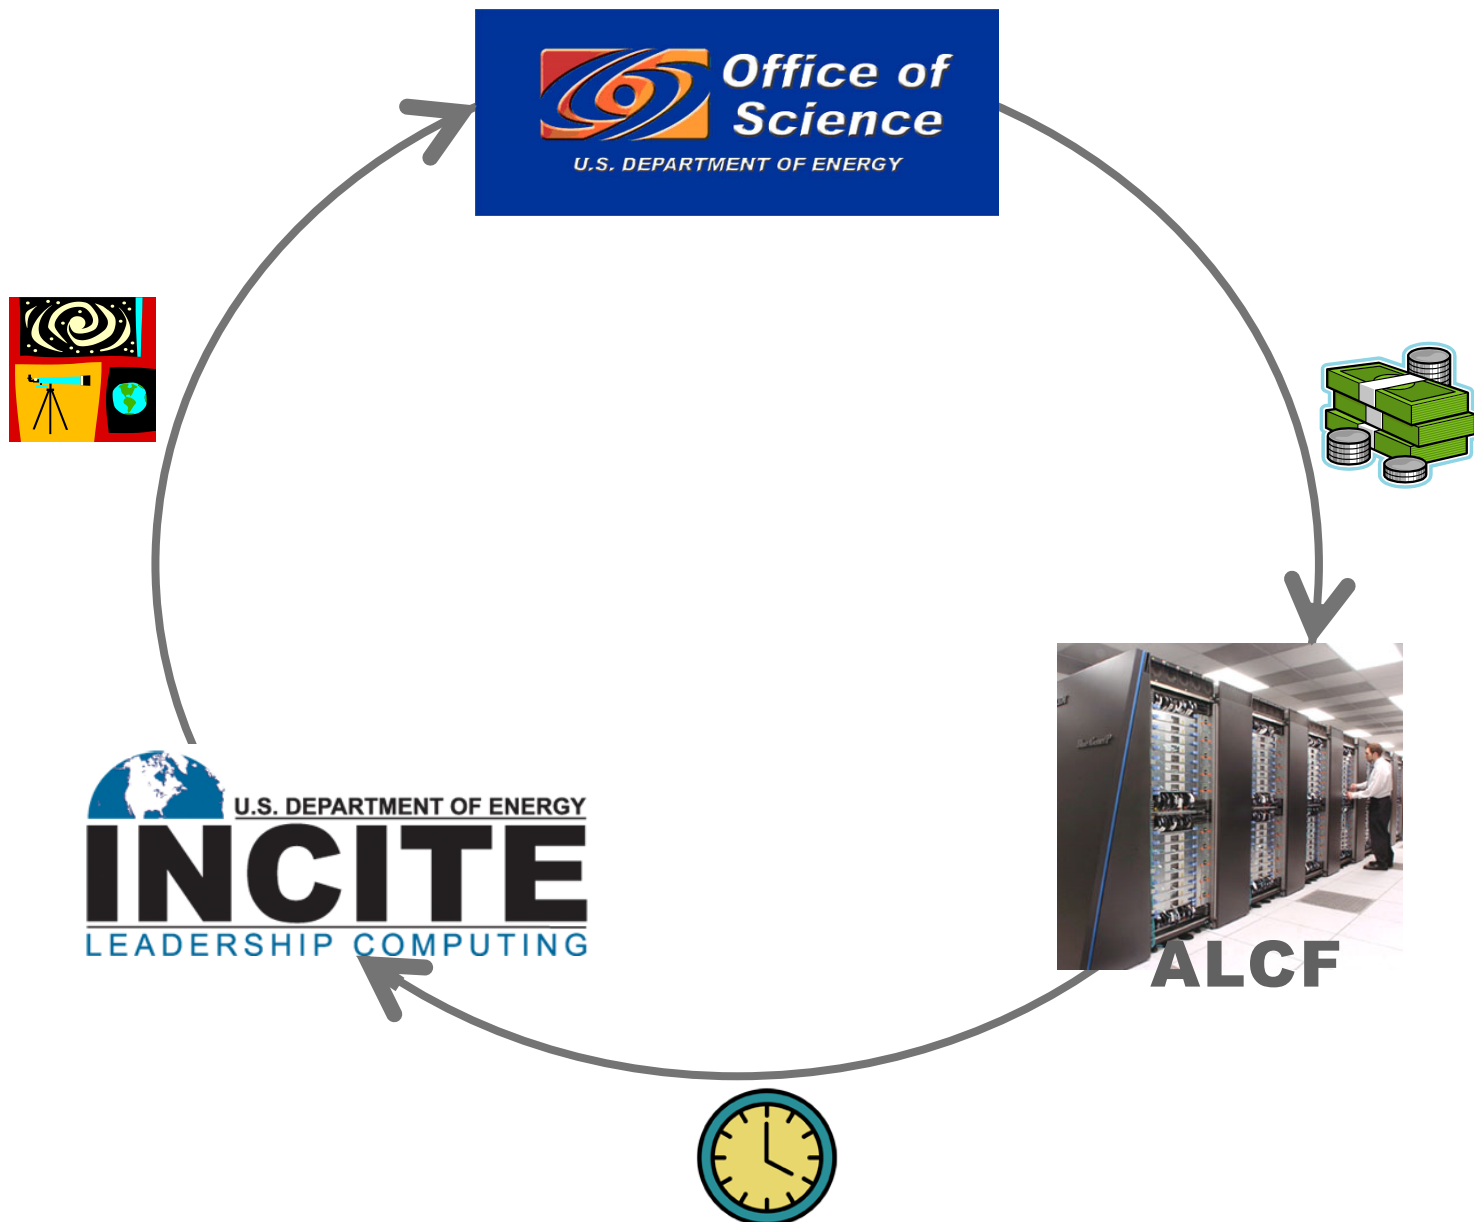 Office of
Science
U.S. DEPARTMENT OF ENERGY
U.S. DEPARTMENT OF ENERGY
INCITE
LEADERSHIP COMPUTING
ALCF